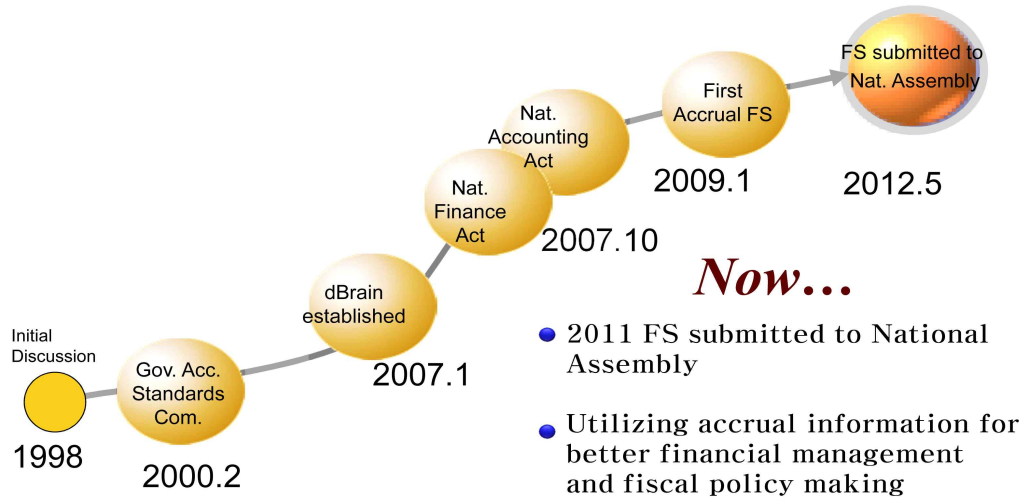 Initial
Discussion
1998
Gov. Acc.
Standards
Com.
2000.2
dBrain
established
2007.1
Nat.
Finance
Act
Nat.
Accounting
Act
2007.10
First
Accrual FS
2009.1
FS submitted to
Nat. Assembly
2012.5
Now...
2011 FS submitted to National
Assembly
Utilizing accrual information for
better financial management
and fiscal policy making